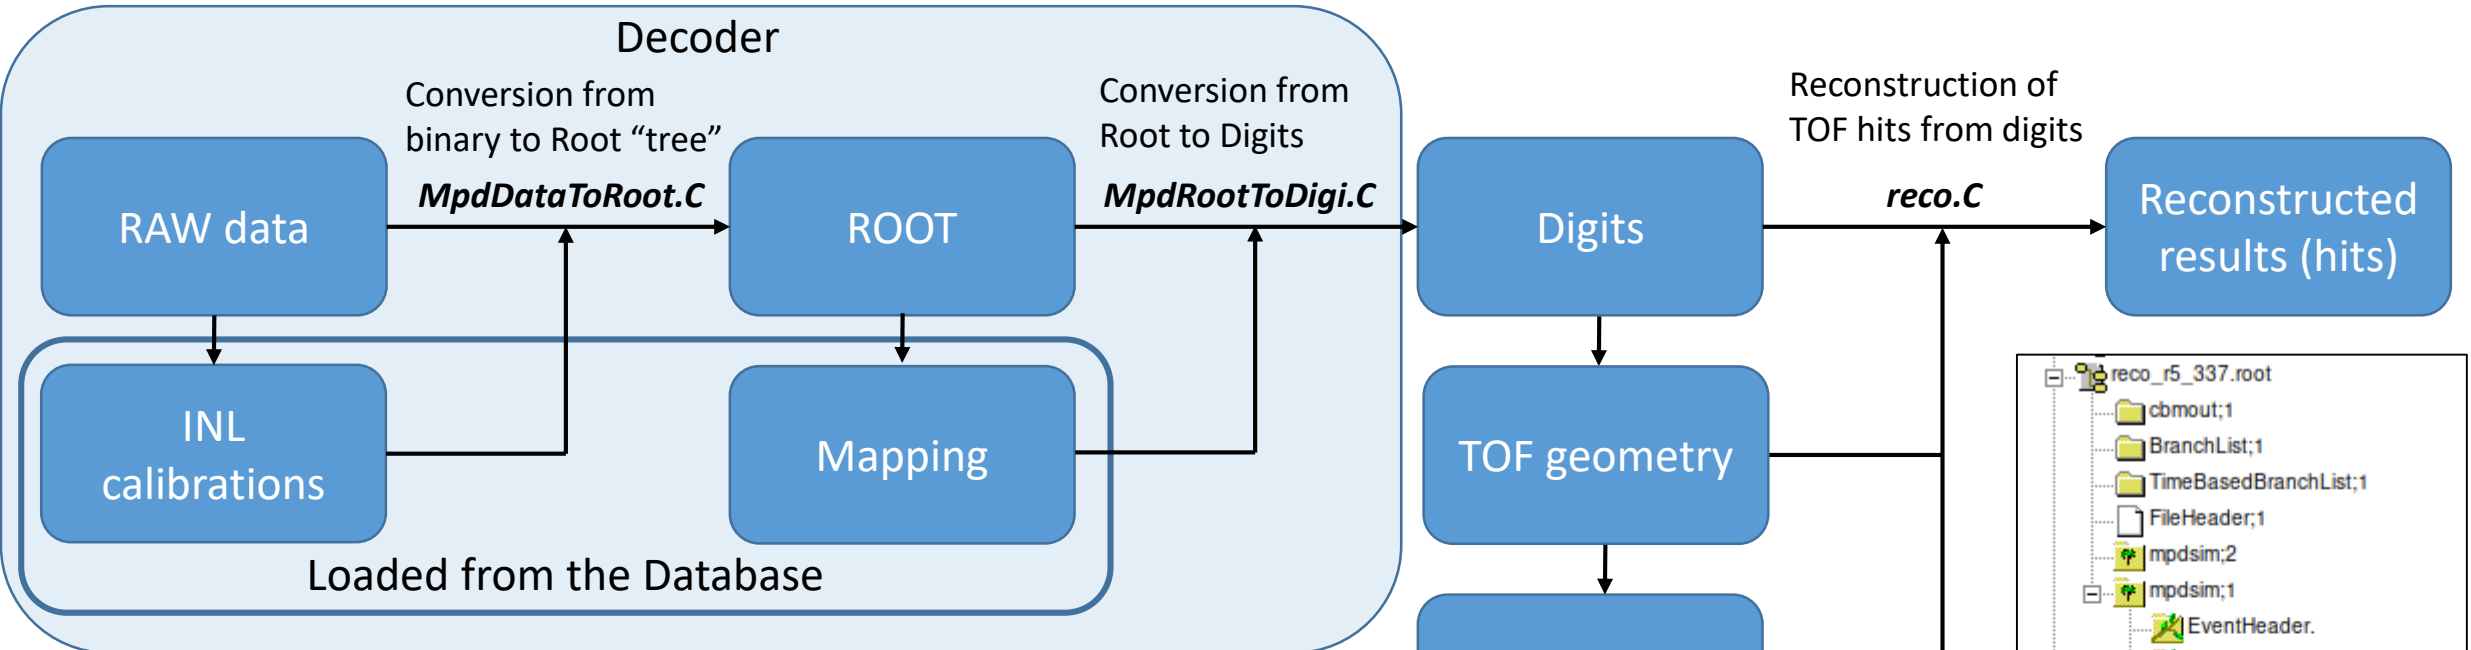 Decoder
Conversion from
binary to Root “tree”
MpdDataToRoot.C
Conversion from
Root to Digits
MpdRootToDigi.C
Reconstruction of
TOF hits from digits
reco.C
RAW data
ROOT
Digits
Reconstructed
results (hits)
INL
calibrations
Mapping
TOF geometry
Loaded from the Database
reco_r5_337.root
cbmout;1
BranchList;1
TimeBasedBranchList;1
FileHeader;1
mpdsim;2
mpdsim;1
EventHeader.